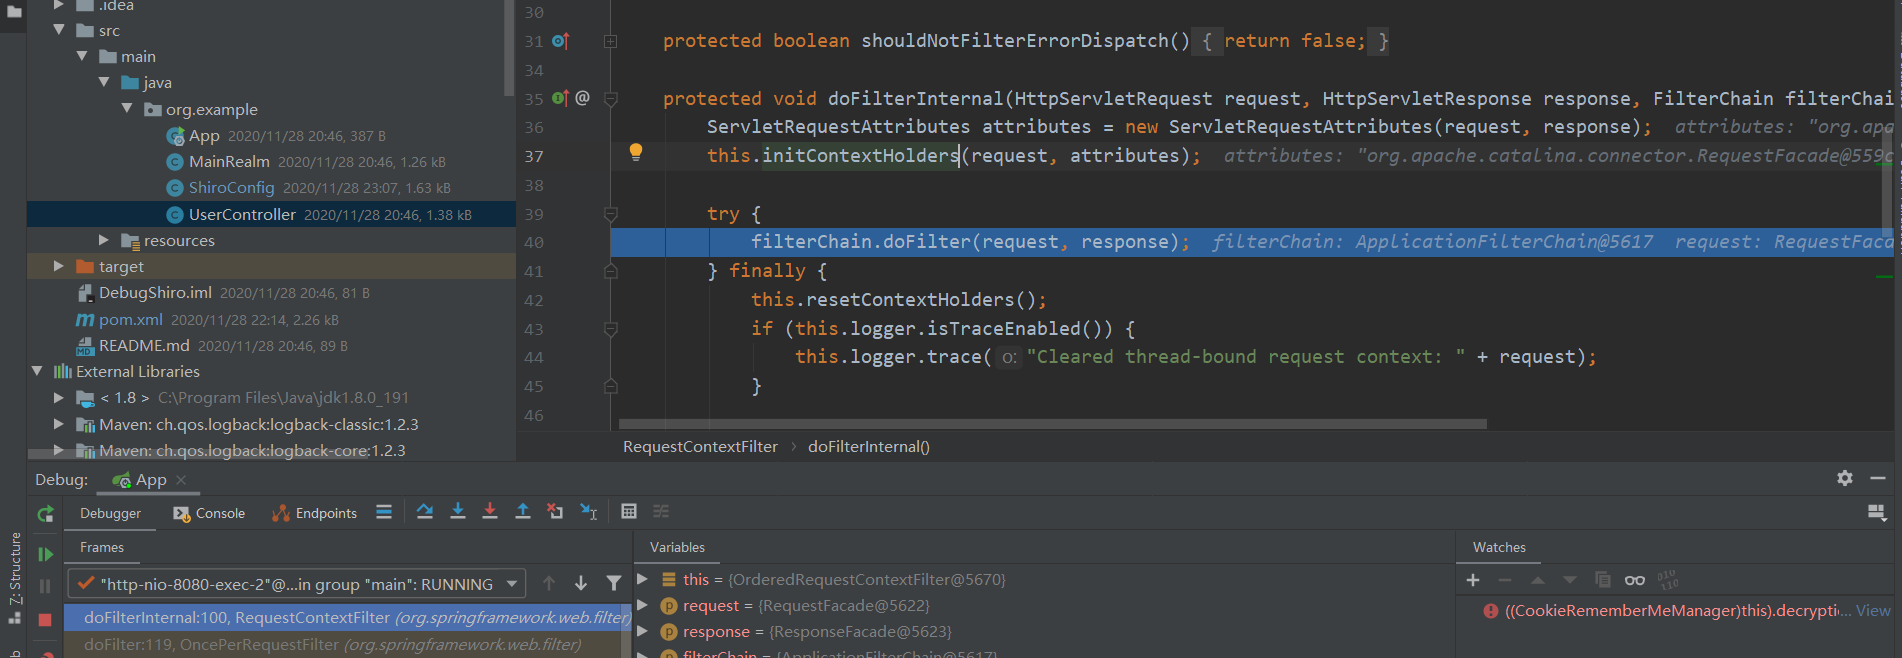 .idea
src
main
java
org.example
App 2020/11/28 20:46, 387 B
MainRealm 2020/11/28 20:46, 1.26 kB
ShiroConfig 2020/11/28 23:07, 1.63 kB
UserController 2020/11/28 20:46, 1.38 kB
resources
target
DebugShiro.iml 2020/11/28 20:46, 81 B
pom.xml 2020/11/28 22:14, 2.26 kB
README.md 2020/11/28 20:46, 89 B
External Libraries
< 1.8 > C:\Program Files\Java\jdk1.8.0_191
Maven: ch.qos.logback:logback-classic:1.2.3
Maven: ch.qos.logback:logback-core:1.2.3
30
31 protected boolean shouldNotFilterErrorDispatch() { return false; }
34
35 @ protected void doFilterInternal(HttpServletRequest request, HttpServletResponse response, FilterChain filterChai
36 ServletRequestAttributes attributes = new ServletRequestAttributes(request, response); attributes: "org.apa
37 this.initContextHolders(request, attributes); attributes: "org.apache.catalina.connector.RequestFacade@559c
38
39 try {
40 filterChain.doFilter(request, response); filterChain: ApplicationFilterChain@5617 request: RequestFaca
41 } finally {
42 this.resetContextHolders();
43 if (this.logger.isTraceEnabled()) {
44 this.logger.trace( o: "Cleared thread-bound request context: " + request);
45 }
46
RequestContextFilter › doFilterInternal()
Debug: App
Debugger Console Endpoints
Z: Structure
Frames
"http-nio-8080-exec-2"@...in group "main": RUNNING
doFilterInternal:100, RequestContextFilter (org.springframework.web.filter)
doFilter:119, OncePerRequestFilter (org.springframework.web.filter)
Variables
this = {OrderedRequestContextFilter@5670}
request = {RequestFacade@5622}
response = {ResponseFacade@5623}
filterChain = {ApplicationFilterChain@5617}
Watches
((CookieRememberMeManager)this).decrypti... View